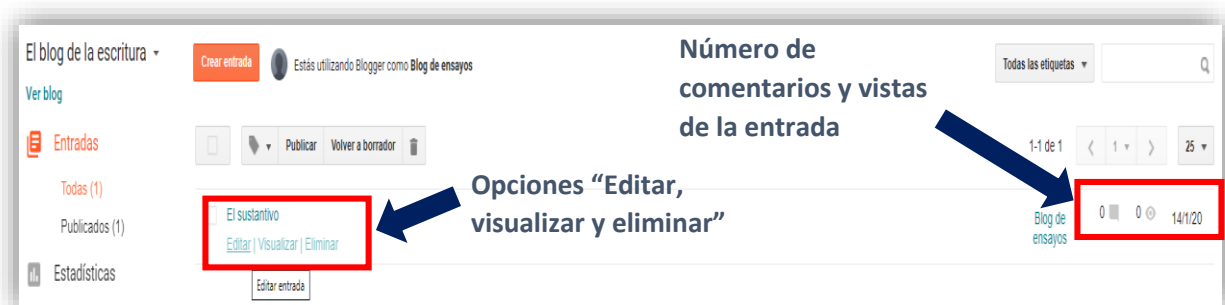 El blog de la escritura
Ver blog
Crear entrada
Estás utilizando Blogger como Blog de ensayos
Número de
comentarios y vistas
de la entrada
Todas las etiquetas
Entradas
Publicar Volver a borrador
1-1 de 1
1
25
Todas (1)
Publicados (1)
El sustantivo
Editar | Visualizar | Eliminar
Editar entrada
Opciones “Editar,
visualizar y eliminar”
Blog de
ensayos
0 0 14/1/20
Estadísticas